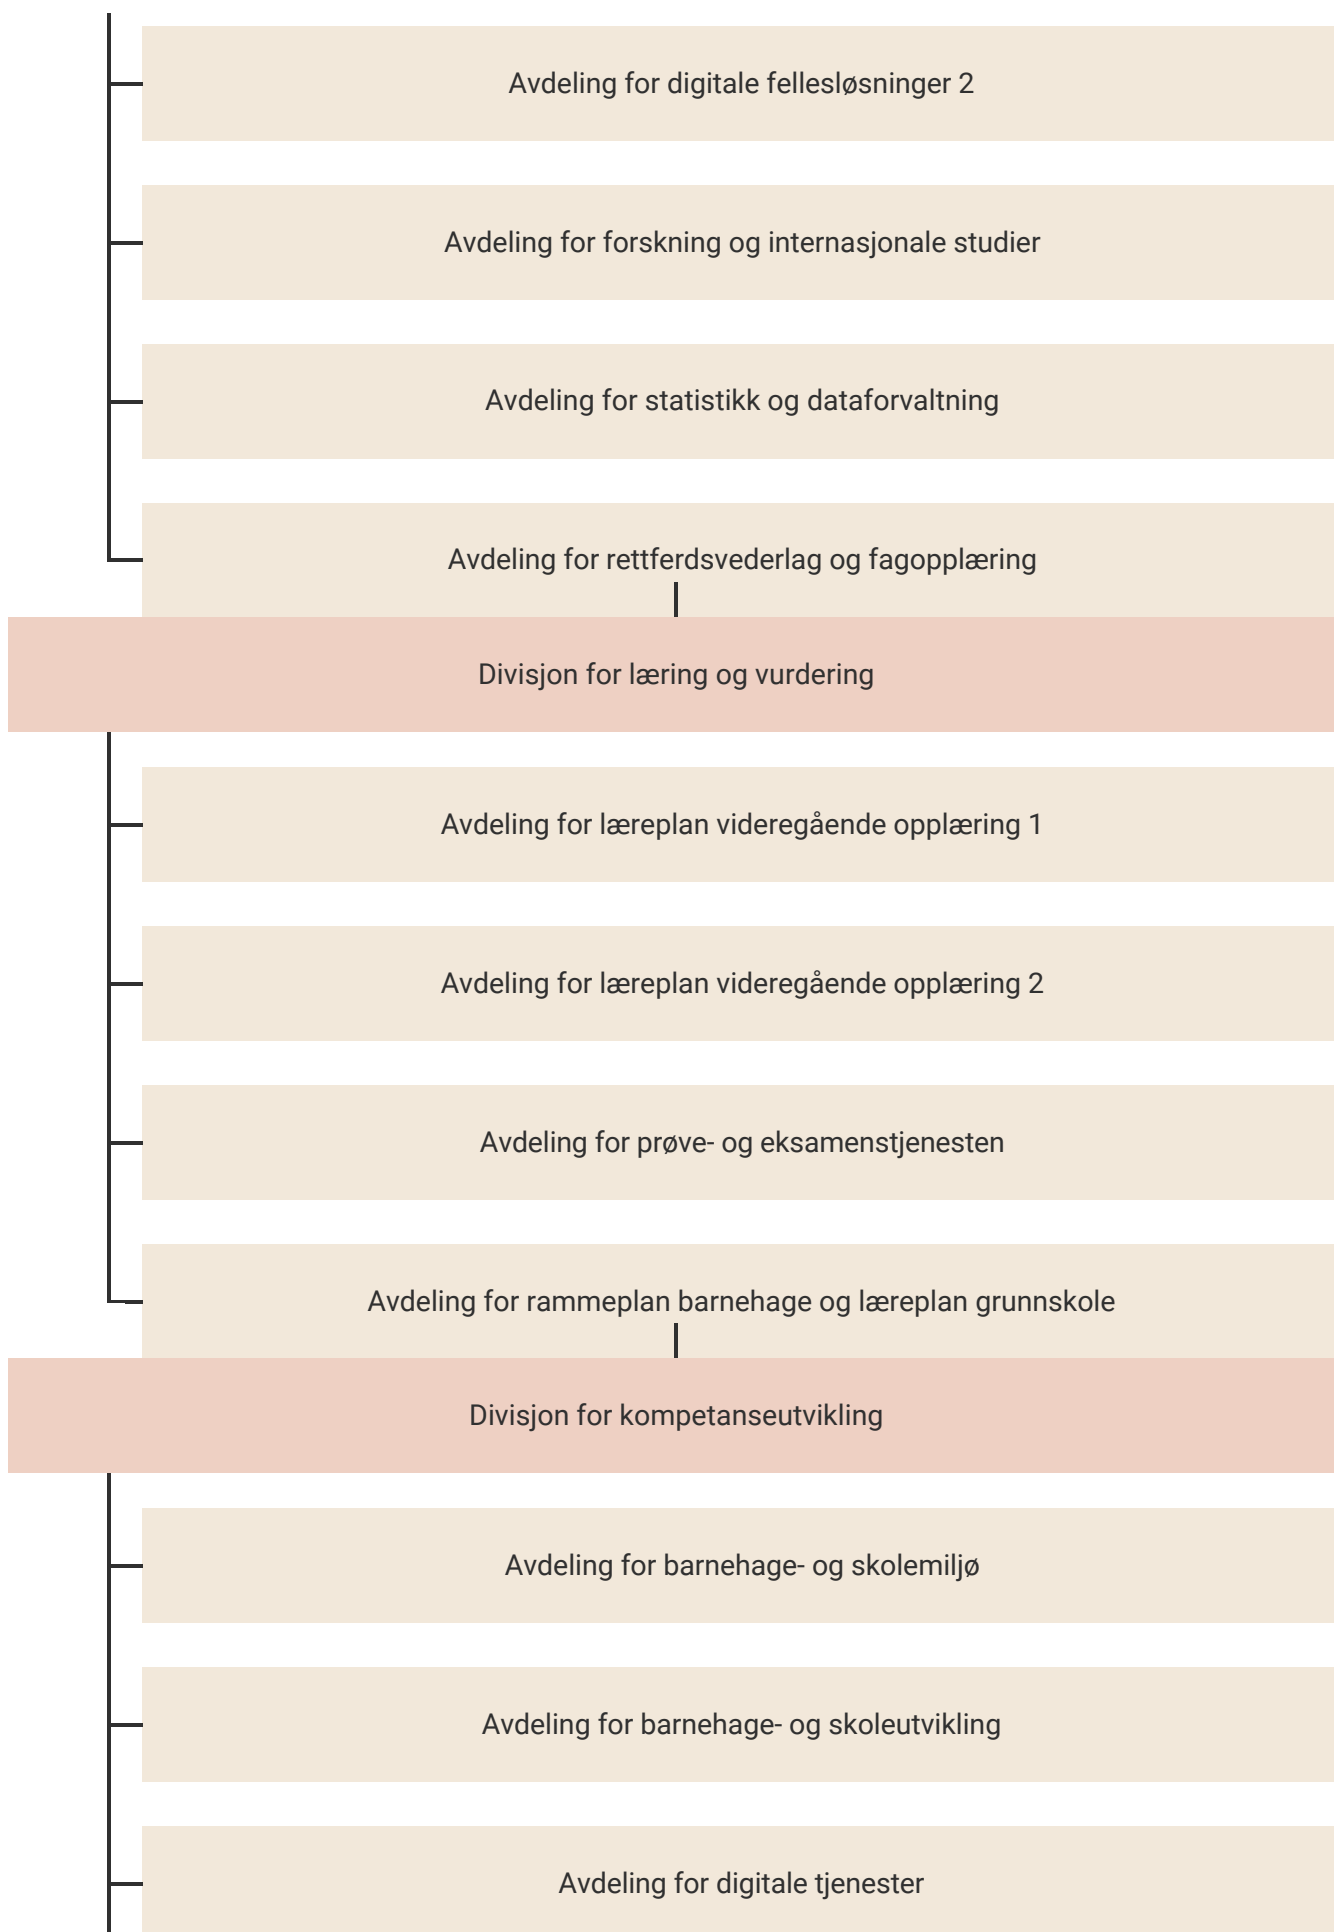 Avdeling for digitale fellesløsninger 2
Avdeling for forskning og internasjonale studier
Avdeling for statistikk og dataforvaltning
Avdeling for rettferdsvederlag og fagopplæring
Divisjon for læring og vurdering
Avdeling for læreplan videregående opplæring 1
Avdeling for læreplan videregående opplæring 2
Avdeling for prøve- og eksamenstjenesten
Avdeling for rammeplan barnehage og læreplan grunnskole
Divisjon for kompetanseutvikling
Avdeling for barnehage- og skolemiljø
Avdeling for barnehage- og skoleutvikling
Avdeling for digitale tjenester